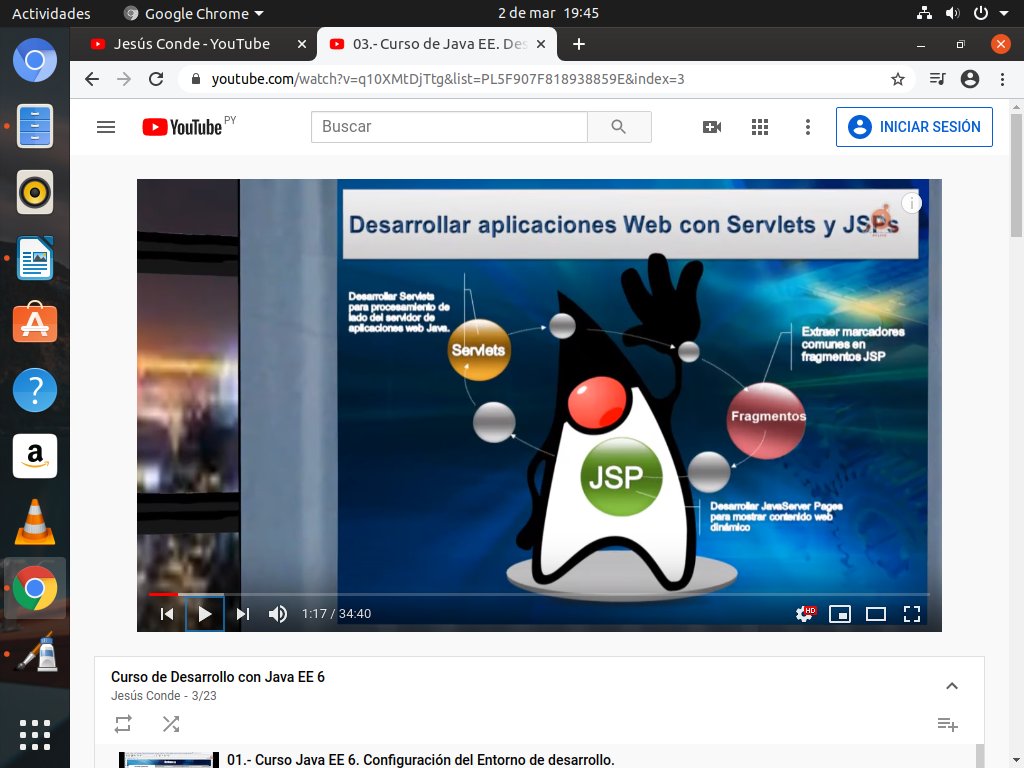 Actividades
Google Chrome
2 de mar 19:45
Jesús Conde - YouTube
03.- Curso de Java EE. Des
youtube.com/watch?v=q10XMtDjTtg&list=PL5F907F818938859E&index=3
YouTube PY
Buscar
INICIAR SESIÓN
Desarrollar aplicaciones Web con Servlets y JSPs
Desarrollar Servlets
para procesamiento de
lado del servidor de
aplicaciones web Java.
Servlets
Extraer marcadores
comunes en
fragmentos JSP
Fragmentos
JSP
Desarrollar JavaServer Pages
para mostrar contenido web
dinámico
1:17 / 34:40
HD
Curso de Desarrollo con Java EE 6
Jesús Conde - 3/23
01.- Curso Java EE 6. Configuración del Entorno de desarrollo.